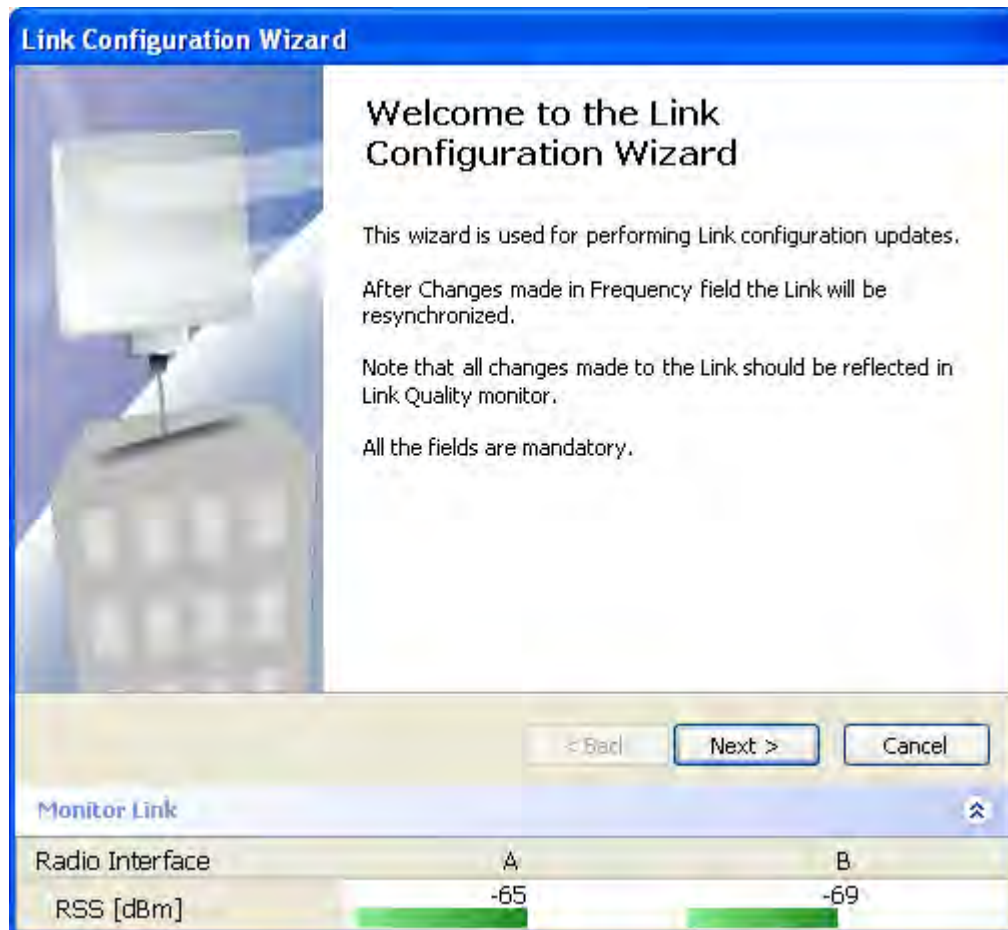 Link Configuration Wizard
Welcome to the Link
Configuration Wizard
This wizard is used for performing Link configuration updates.
After Changes made in Frequency field the Link will be
resynchronized.
Note that all changes made to the Link should be reflected in
Link Quality monitor.
All the fields are mandatory.
< Back Next > Cancel
Monitor Link
Radio Interface A B
RSS [dBm] -65 -69